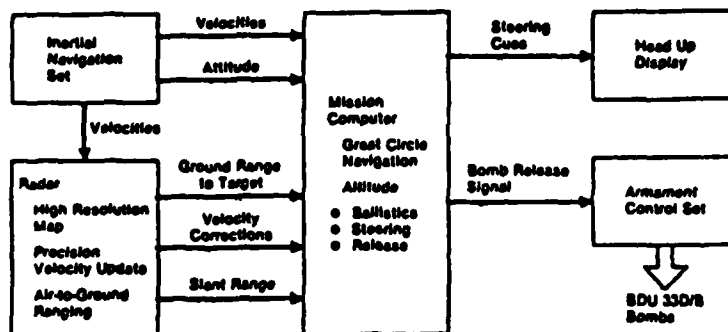 Inertial
Navigation
Set
Velocities
Attitude
Velocities
Radar
High Resolution
Map
Precision
Velocity Update
Air-to-Ground
Ranging
Ground Range
to Target
Velocity
Corrections
Slant Range
Mission
Computer
Great Circle
Navigation
Altitude
● Ballistics
● Steering
● Release
Steering
Cues
Head Up
Display
Bomb Release
Signal
Armament
Control Set
BDU 33D/B
Bombs